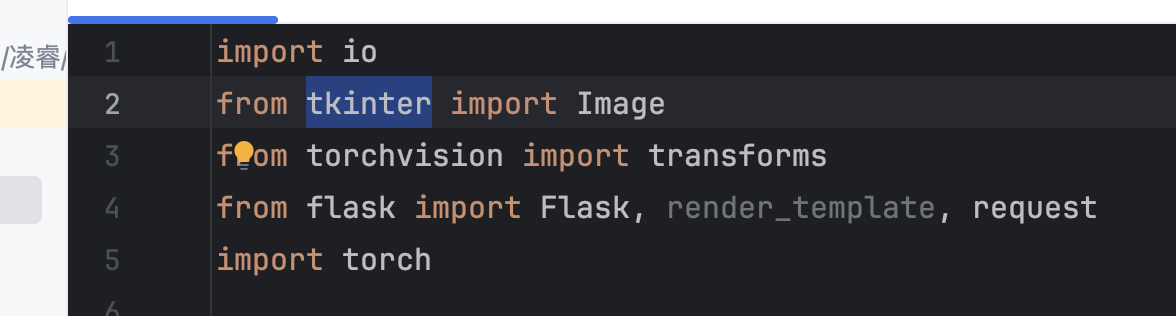 /凌睿/
1 import io
2 from tkinter import Image
3 from torchvision import transforms
4 from flask import Flask, render_template, request
5 import torch
6